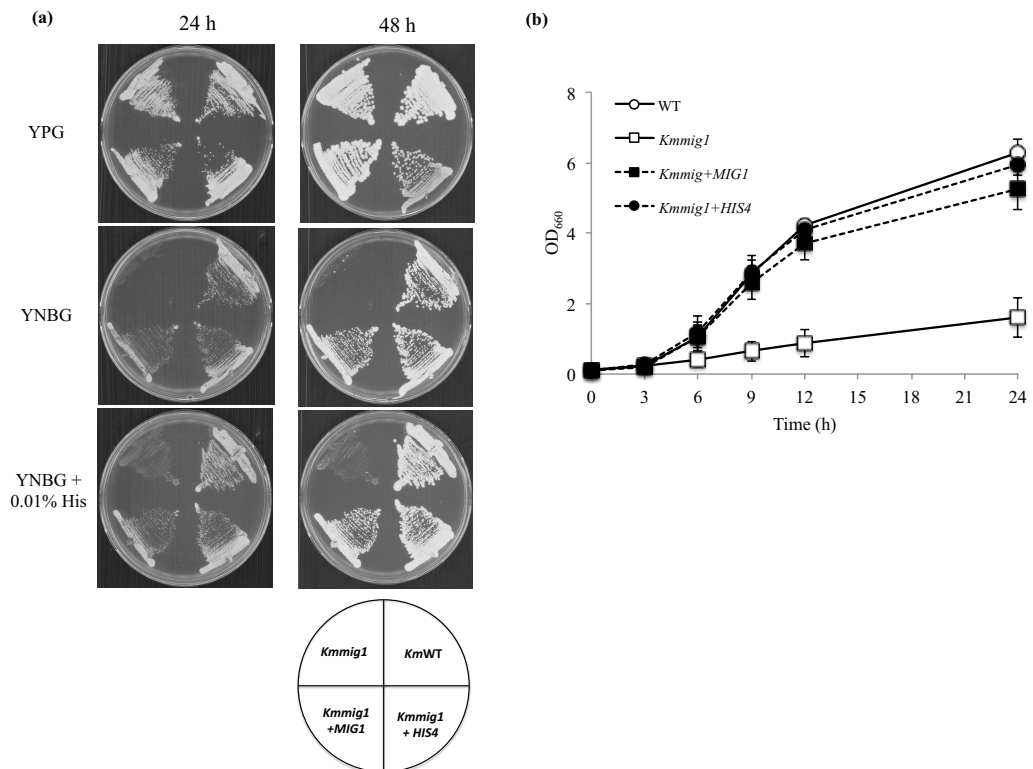 (a)
24 h
48 h
YPG
YNBG
YNBG +
0.01% His
Kmmig1
KmWT
Kmmig1
+MIG1
Kmmig1
+ HIS4
(b)
8
6
4
2
0
OD660
0
3
6
9
12
15
18
21
24
Time (h)
WT
Kmmig1
Kmmig+MIG1
Kmmig1+HIS4